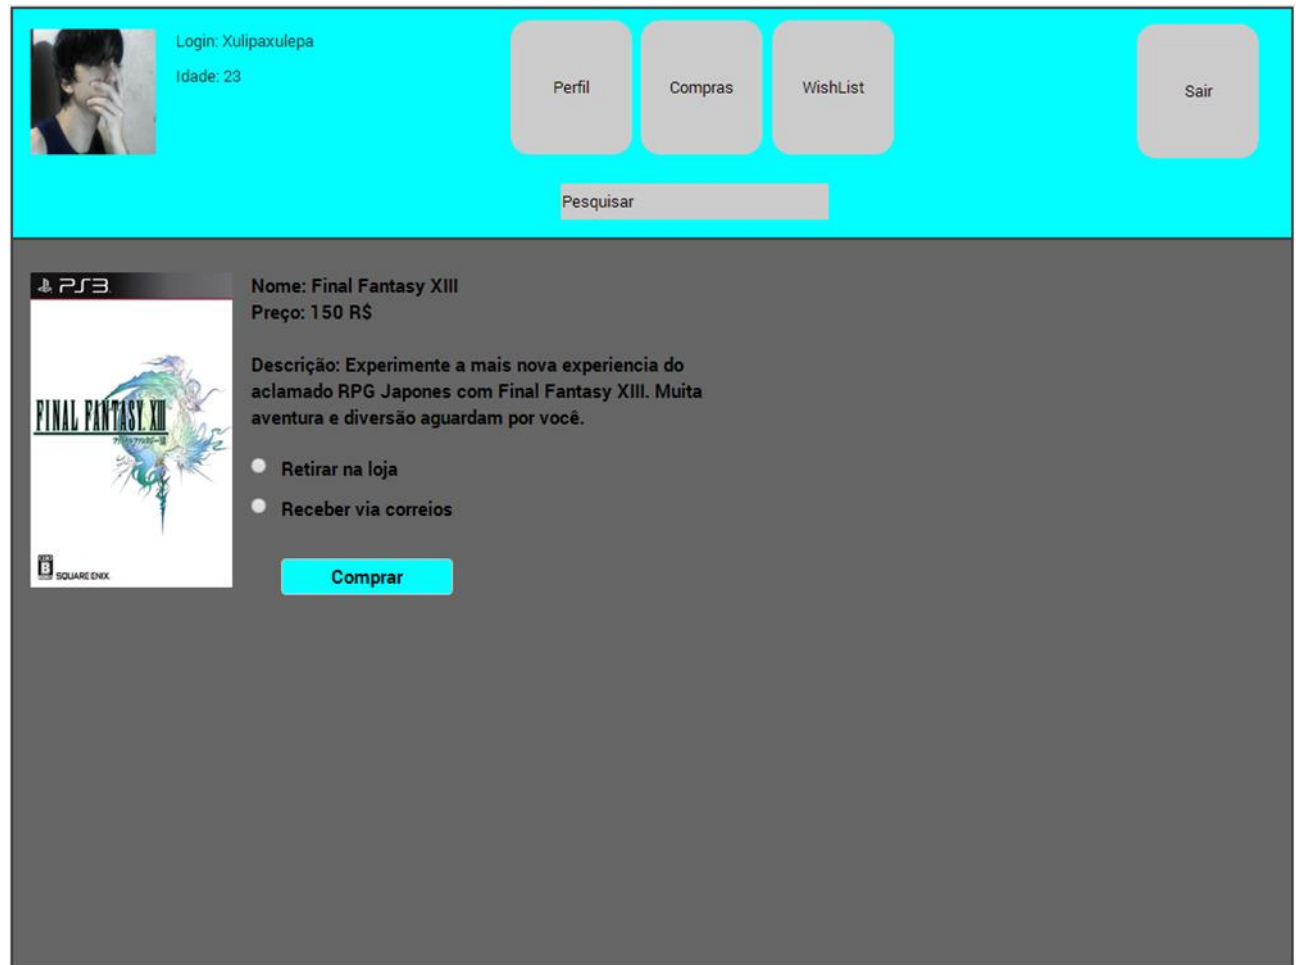 Login: Xulipaxulepa
Idade: 23
Perfil
Compras
WishList
Sair
Pesquisar
PS3
FINAL FANTASY XIII
B
SQUARE ENIX
Nome: Final Fantasy XIII
Preço: 150 R$
Descrição: Experimente a mais nova experiencia do
aclamado RPG Japones com Final Fantasy XIII. Muita
aventura e diversão aguardam por você.
Retirar na loja
Receber via correios
Comprar